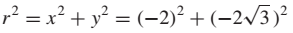 r² = x² + y² = (−2)² + (−2√3)²